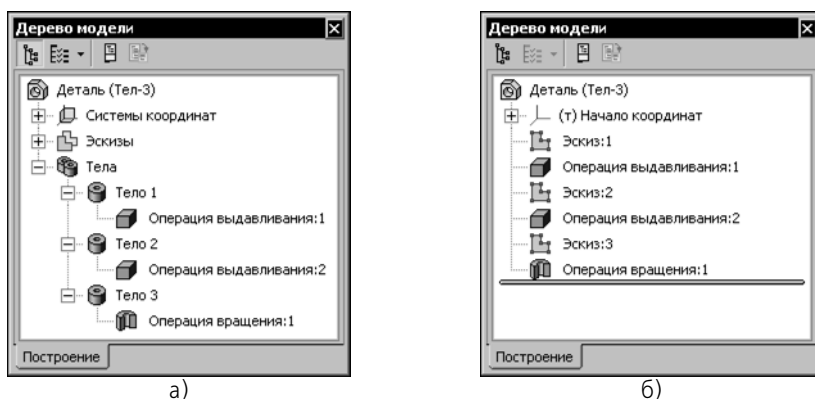 Дерево модели
Деталь (Тел-3)
Системы координат
Эскизы
Тела
Тело 1
Операция выдавливания:1
Тело 2
Операция выдавливания:2
Тело 3
Операция вращения:1
Построение
а)
Дерево модели
Деталь (Тел-3)
(т) Начало координат
Эскиз:1
Операция выдавливания:1
Эскиз:2
Операция выдавливания:2
Эскиз:3
Операция вращения:1
Построение
б)